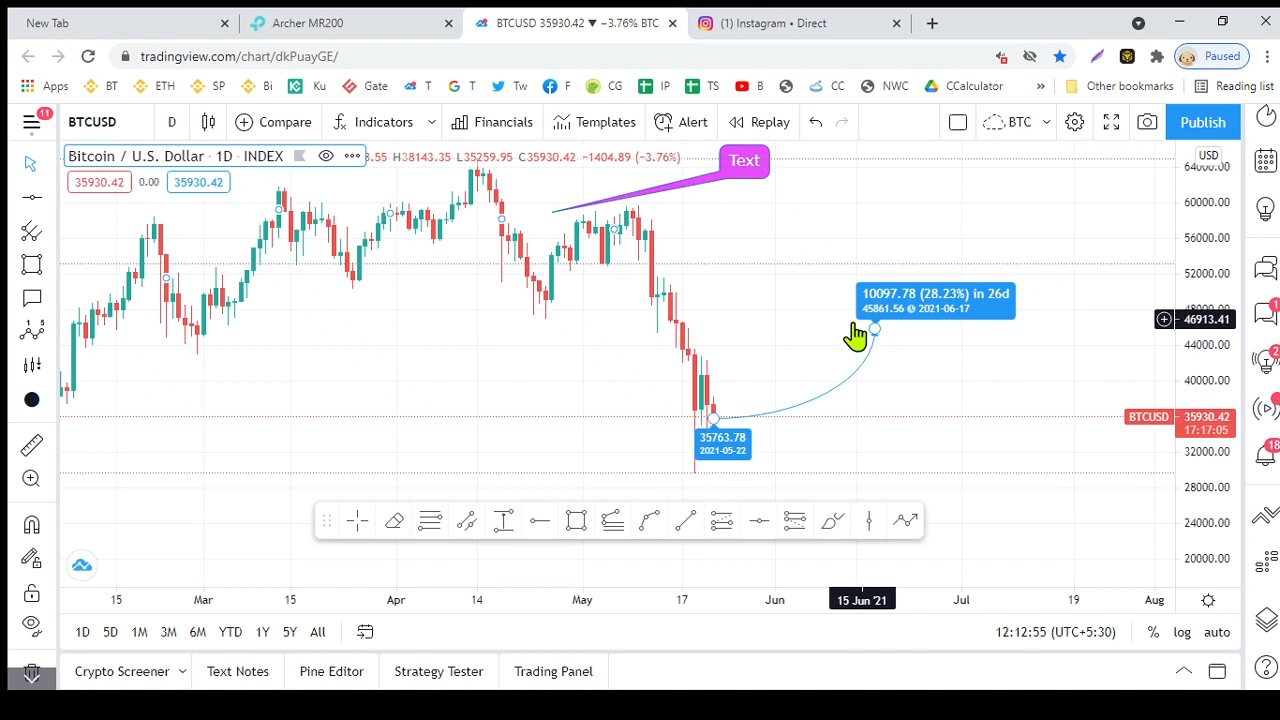 New Tab
Archer MR200
BTCUSD 35930.42 ▼ −3.76% BTC
Instagram • Direct
tradingview.com/chart/dkPuayGE/
Paused
Apps BT ETH SP Bi Ku Gate T T Tw F CG IP TS B CC NWC CCalculator » Other bookmarks Reading list
11
BTCUSD D Compare Indicators Financials Templates Alert Replay BTC Publish
Bitcoin / U.S. Dollar · 1D · INDEX
3.55 H38143.35 L35259.95 C35930.42 −1404.89 (−3.76%)
35930.42 0.00 35930.42
Text
USD
64000.00
60000.00
56000.00
52000.00
48000.00
10097.78 (28.23%) in 26d
45861.56 2021-06-17
46913.41
44000.00
40000.00
BTCUSD 35930.42
17:17:05
35763.78
2021-05-22
32000.00
28000.00
24000.00
20000.00
15 Mar 15 Apr 14 May 17 Jun 15 Jun '21 Jul 19 Aug
1D 5D 1M 3M 6M YTD 1Y 5Y All
12:12:55 (UTC+5:30) % log auto
Crypto Screener Text Notes Pine Editor Strategy Tester Trading Panel